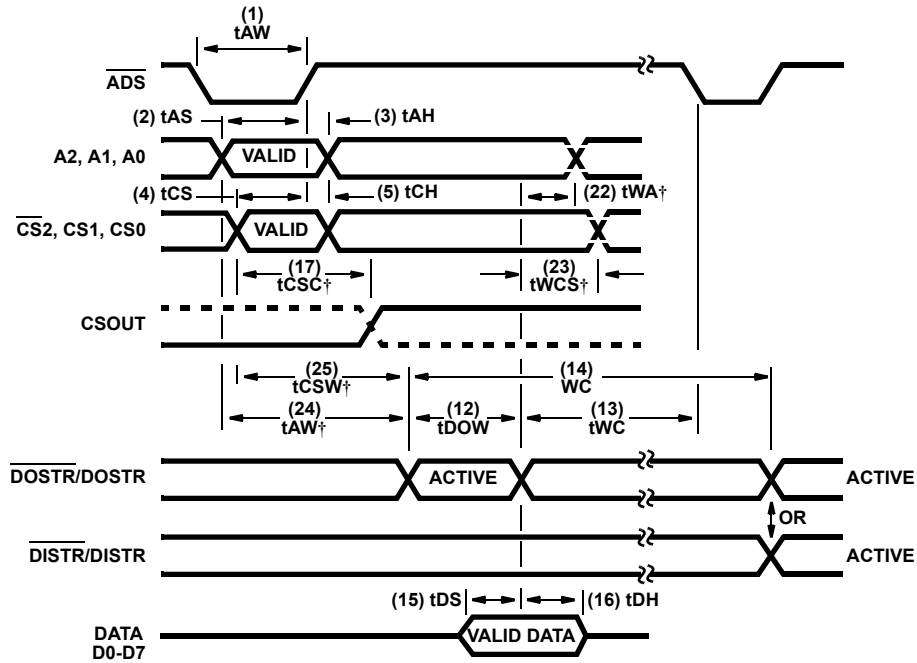 (1)
tAW
ADS
(2) tAS
(3) tAH
A2, A1, A0
VALID
(4) tCS
(5) tCH
(22) tWA†
CS2, CS1, CS0
VALID
(17)
tCSC†
(23)
tWCS†
CSOUT
(25)
tCSW†
(14)
WC
(24)
tAW†
(12)
tDOW
(13)
tWC
DOSTR/DOSTR
ACTIVE
ACTIVE
OR
DISTR/DISTR
ACTIVE
(15) tDS
(16) tDH
DATA
D0-D7
VALID DATA